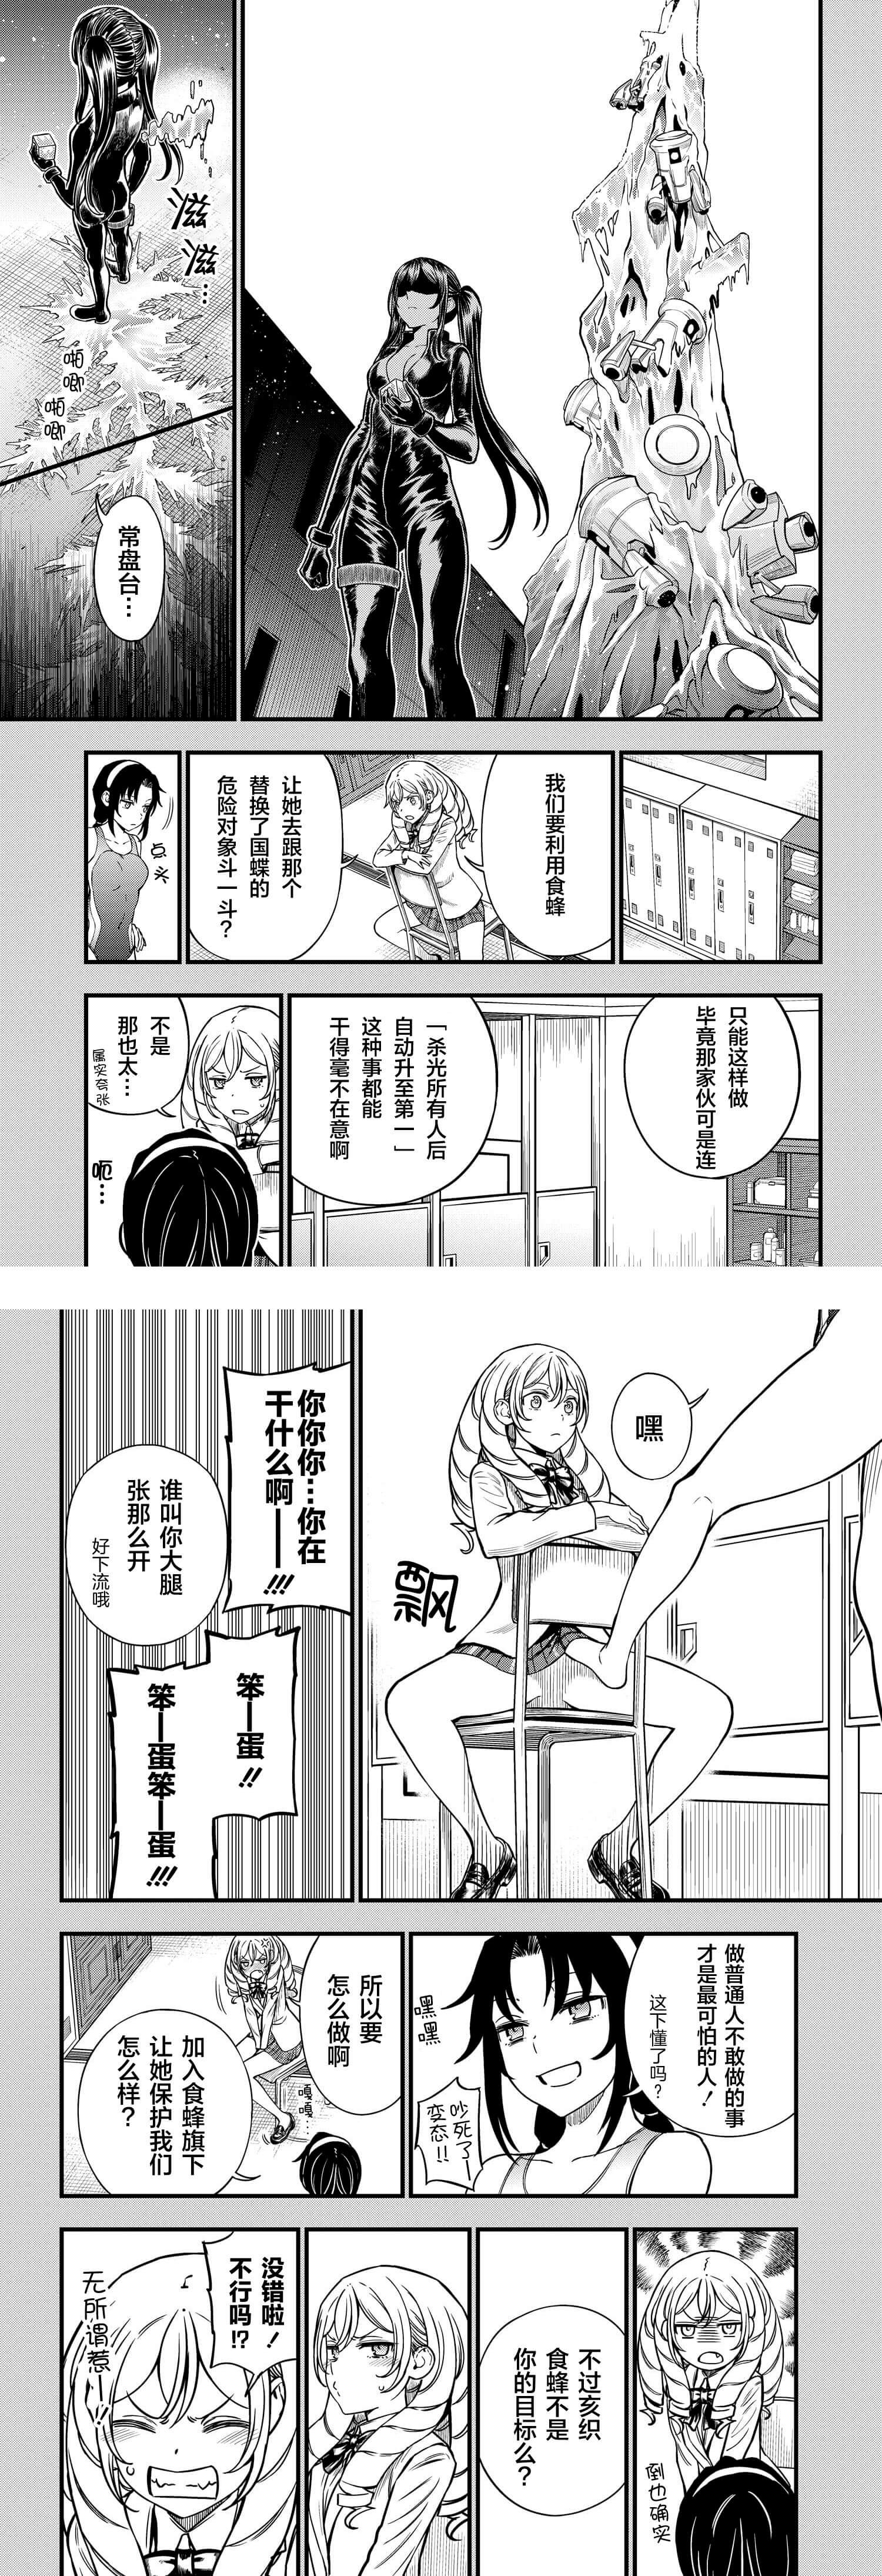 滋滋…
啪唧啪唧
常盘台…
我们要利用食蜂
让她去跟那个
替换了国蝶的
危险对象斗一斗？
点头
只能这样做
毕竟那家伙可是连
「杀光所有人后
自动升至第一」
这种事都能
干得毫不在意啊
不是
那也太…
属实夸张
呃…
嘿
飘
你你你…你在
干什么啊——!!!
谁叫你大腿
张那么开
好下流哦
笨—蛋!!
笨—蛋笨—蛋!!!
做普通人不敢做的事
才是最可怕的人！
这下懂了吗？
嘿嘿
吵死了—
变态!!
所以要
怎么做啊
嘎嘎…
加入食蜂旗下
让她保护我们
怎么样？
倒也确实
不过亥织
食蜂不是
你的目标么？
没错啦！
不行吗!?
无所谓惹—!!